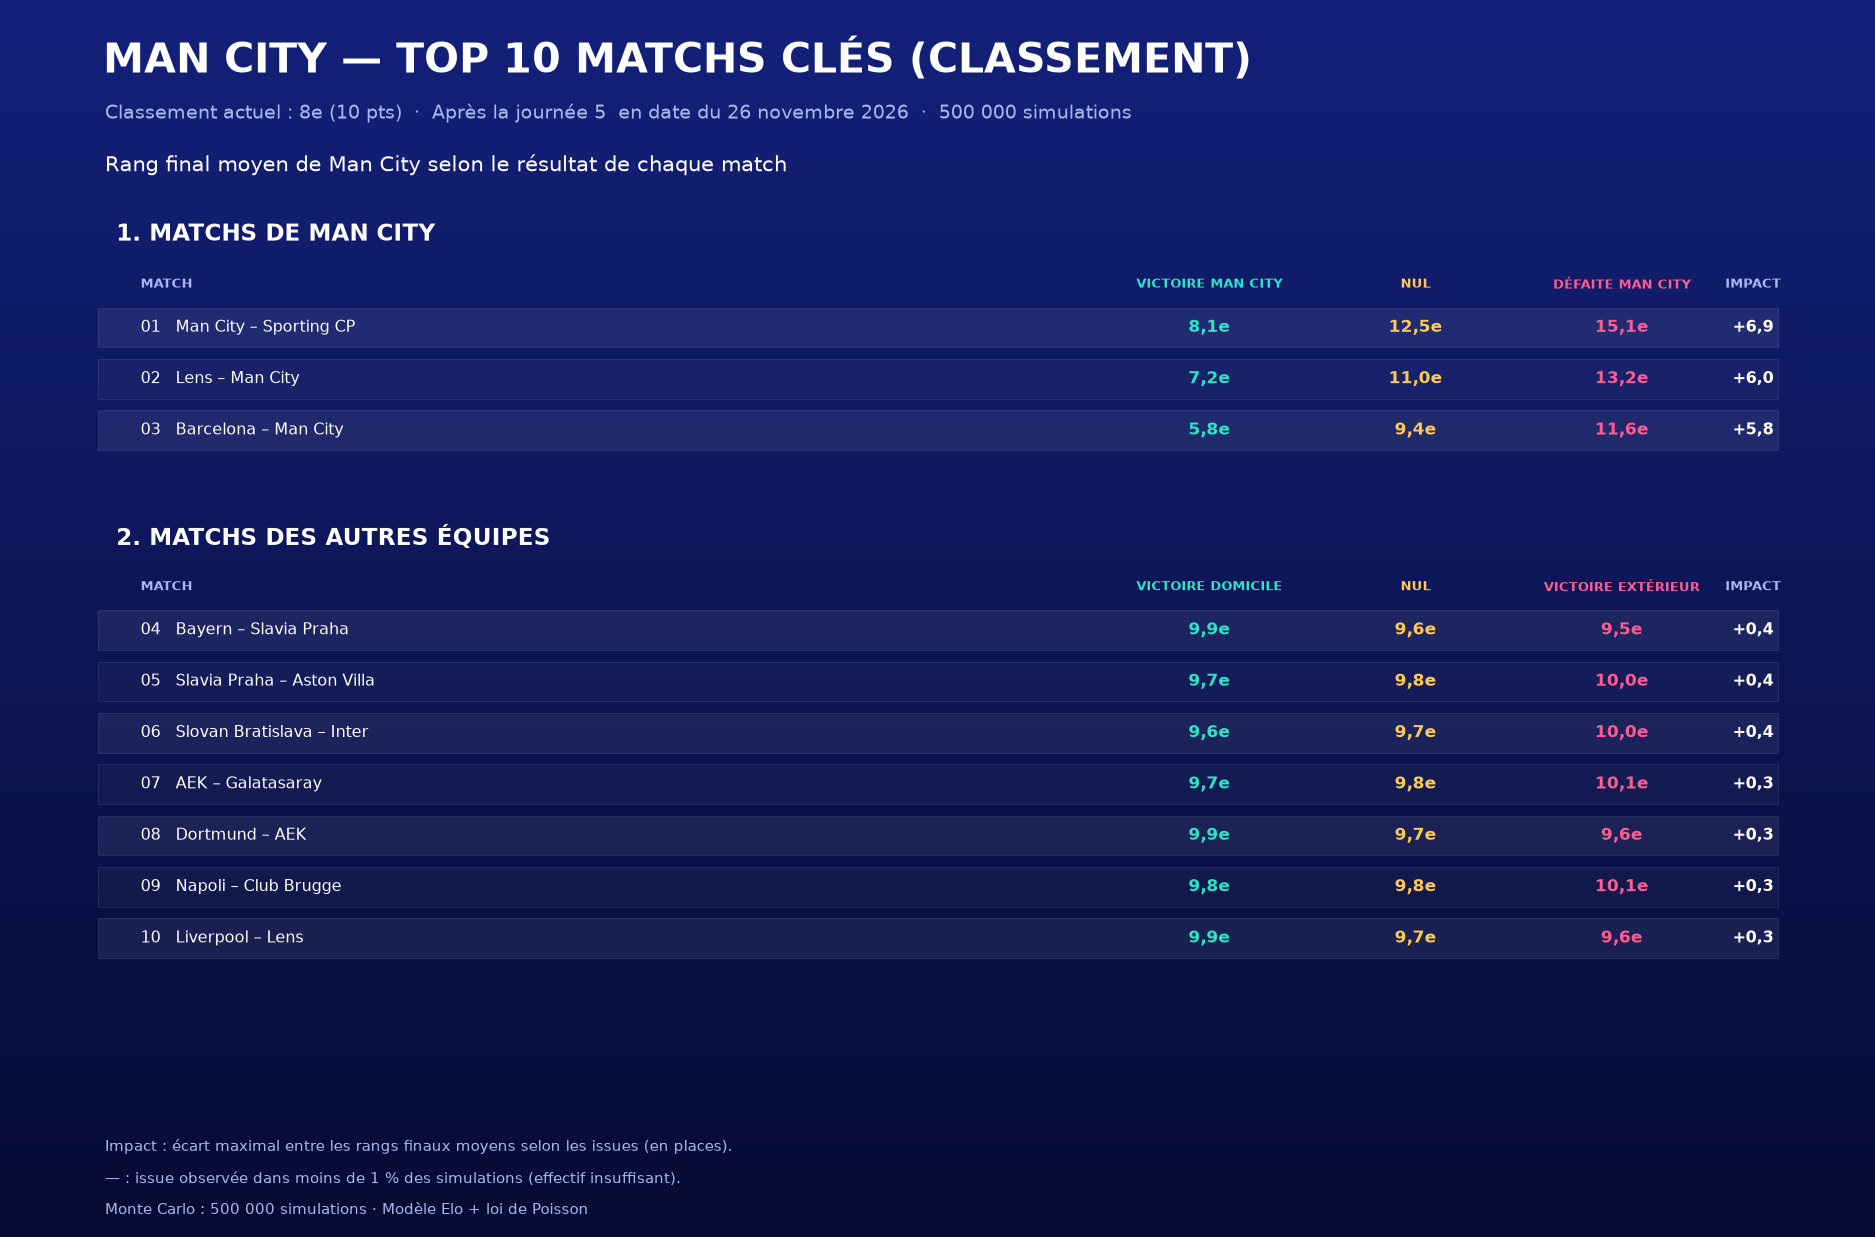 MAN CITY — TOP 10 MATCHS CLÉS (CLASSEMENT)
Classement actuel : 8e (10 pts) · Après la journée 5 en date du 26 novembre 2026 · 500 000 simulations
Rang final moyen de Man City selon le résultat de chaque match
1. MATCHS DE MAN CITY
MATCH VICTOIRE MAN CITY NUL DÉFAITE MAN CITY IMPACT
01 Man City – Sporting CP 8,1e 12,5e 15,1e +6,9
02 Lens – Man City 7,2e 11,0e 13,2e +6,0
03 Barcelona – Man City 5,8e 9,4e 11,6e +5,8
2. MATCHS DES AUTRES ÉQUIPES
MATCH VICTOIRE DOMICILE NUL VICTOIRE EXTÉRIEUR IMPACT
04 Bayern – Slavia Praha 9,9e 9,6e 9,5e +0,4
05 Slavia Praha – Aston Villa 9,7e 9,8e 10,0e +0,4
06 Slovan Bratislava – Inter 9,6e 9,7e 10,0e +0,4
07 AEK – Galatasaray 9,7e 9,8e 10,1e +0,3
08 Dortmund – AEK 9,9e 9,7e 9,6e +0,3
09 Napoli – Club Brugge 9,8e 9,8e 10,1e +0,3
10 Liverpool – Lens 9,9e 9,7e 9,6e +0,3
Impact : écart maximal entre les rangs finaux moyens selon les issues (en places).
— : issue observée dans moins de 1 % des simulations (effectif insuffisant).
Monte Carlo : 500 000 simulations · Modèle Elo + loi de Poisson